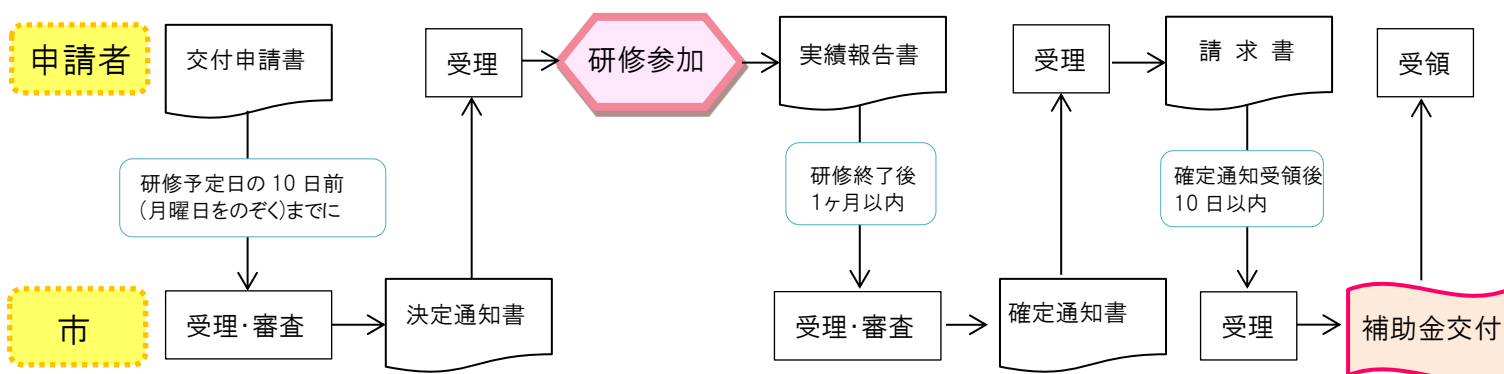 申請者
交付申請書
受理
研修参加
実績報告書
受理
請 求 書
受領
研修予定日の 10 日前
(月曜日をのぞく)までに
研修終了後
1ヶ月以内
確定通知受領後
10 日以内
市
受理・審査
決定通知書
受理・審査
確定通知書
受理
補助金交付